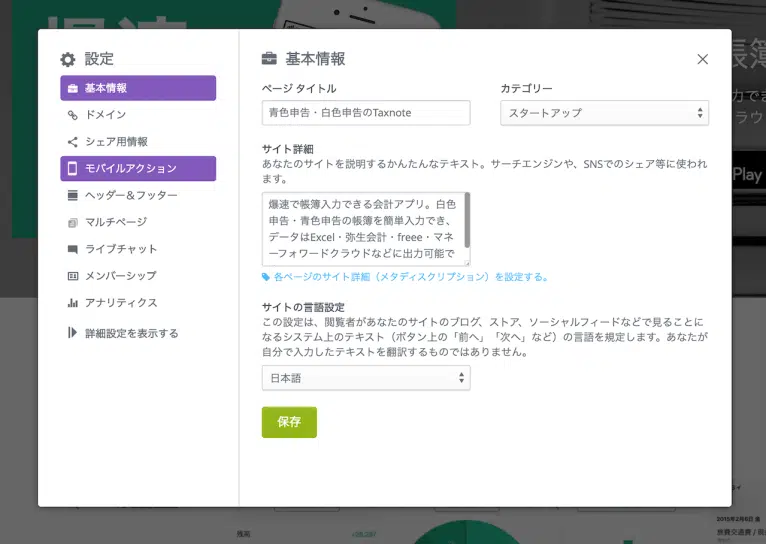 設定
基本情報
ドメイン
シェア用情報
モバイルアクション
ヘッダー＆フッター
マルチページ
ライブチャット
メンバーシップ
アナリティクス
詳細設定を表示する
基本情報
ページ タイトル
青色申告・白色申告のTaxnote
カテゴリー
スタートアップ
サイト詳細
あなたのサイトを説明するかんたんなテキスト。サーチエンジンや、SNSでのシェア等に使われ
ます。
爆速で帳簿入力できる会計アプリ。白色
申告・青色申告の帳簿を簡単入力でき、
データはExcel・弥生会計・freee・マネ
ーフォワードクラウドなどに出力可能で
各ページのサイト詳細（メタディスクリプション）を設定する。
サイトの言語設定
この設定は、閲覧者があなたのサイトのブログ、ストア、ソーシャルフィードなどで見ることに
なるシステム上のテキスト（ボタン上の「前へ」「次へ」など）の言語を規定します。あなたが
自分で入力したテキストを翻訳するものではありません。
日本語
保存
帳簿
Play
2015年2月6日